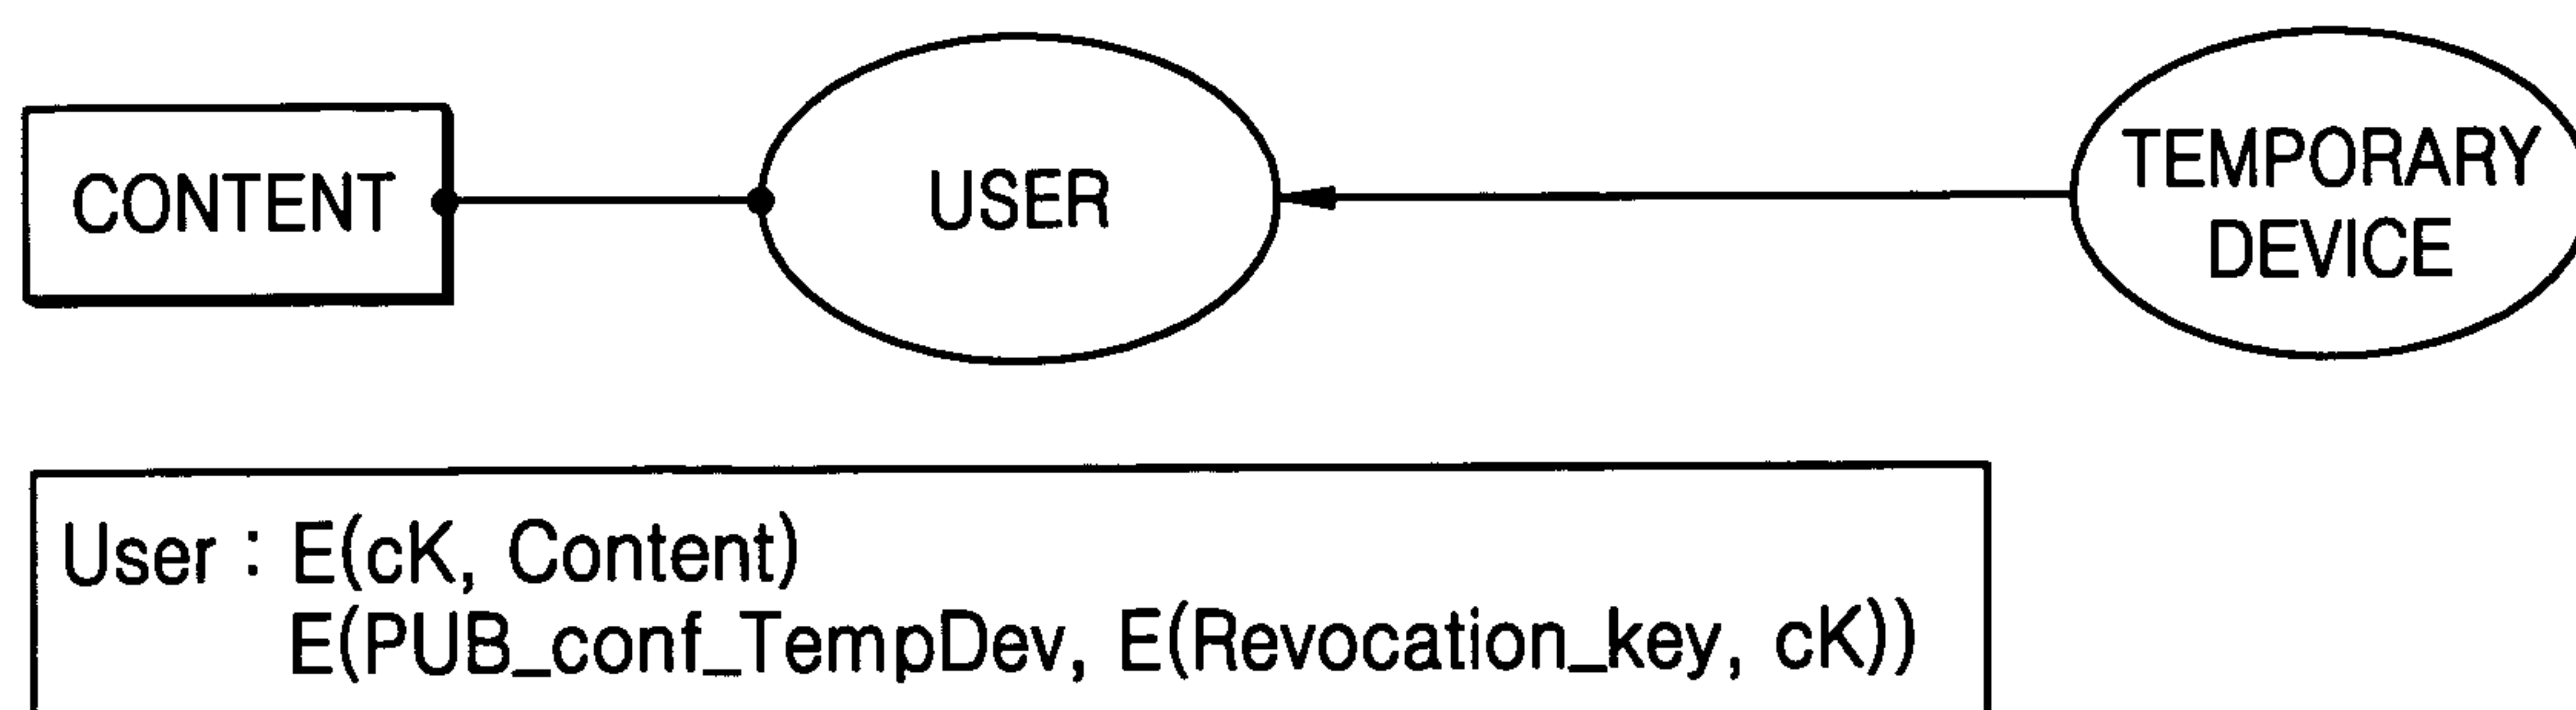 CONTENT
USER
TEMPORARY
DEVICE
User : E(cK, Content)
E(PUB_conf_TempDev, E(Revocation_key, cK))